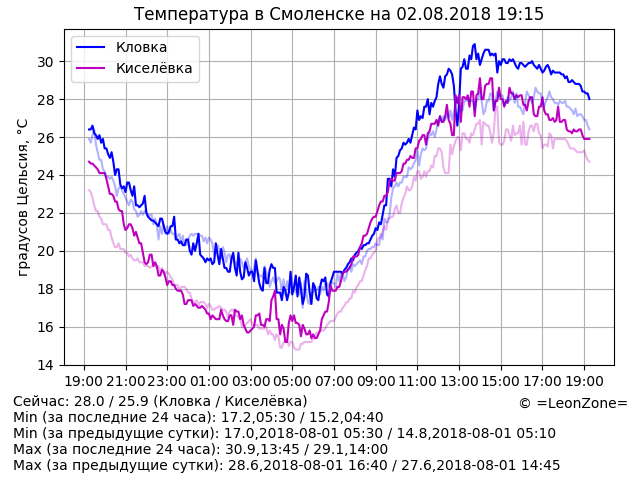 Температура в Смоленске на 02.08.2018 19:15
Кловка
Киселёвка
градусов Цельсия, °C
30
28
26
24
22
20
18
16
14
19:00 21:00 23:00 01:00 03:00 05:00 07:00 09:00 11:00 13:00 15:00 17:00 19:00
Сейчас: 28.0 / 25.9 (Кловка / Киселёвка)
© =LeonZone=
Min (за последние 24 часа): 17.2,05:30 / 15.2,04:40
Min (за предыдущие сутки): 17.0,2018-08-01 05:30 / 14.8,2018-08-01 05:10
Max (за последние 24 часа): 30.9,13:45 / 29.1,14:00
Max (за предыдущие сутки): 28.6,2018-08-01 16:40 / 27.6,2018-08-01 14:45